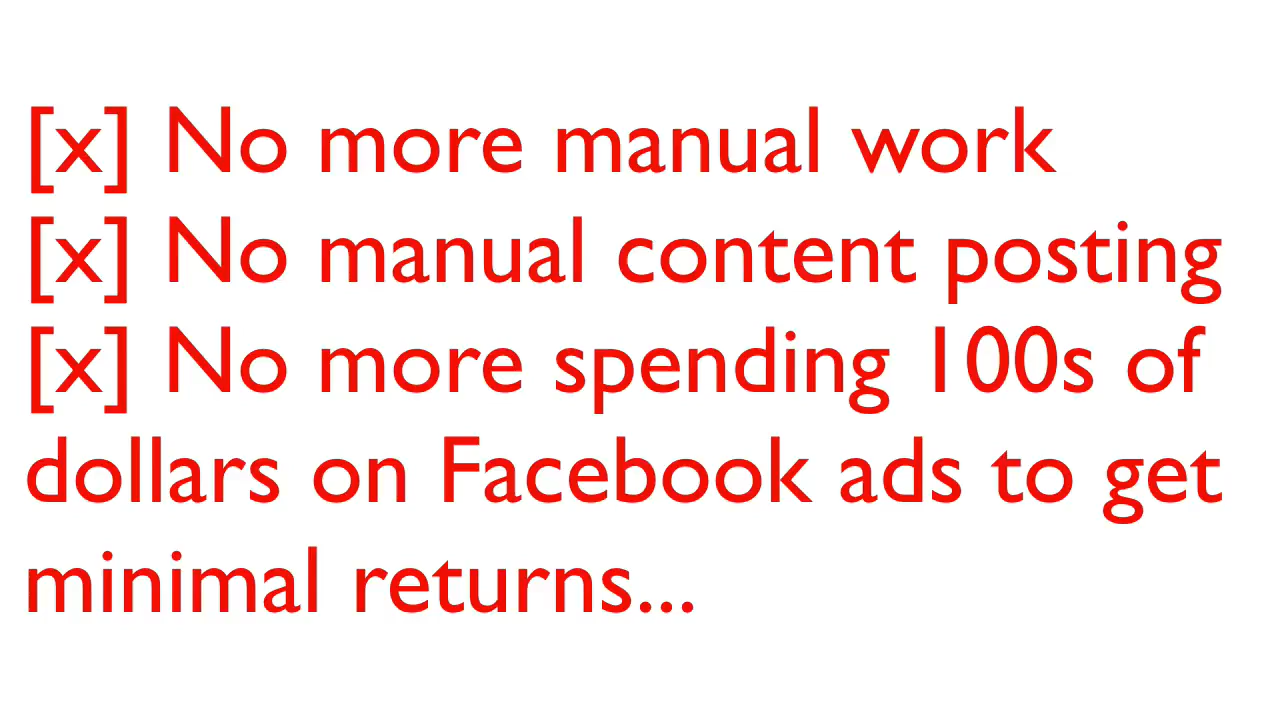 [x] No more manual work
[x] No manual content posting
[x] No more spending 100s of
dollars on Facebook ads to get
minimal returns...